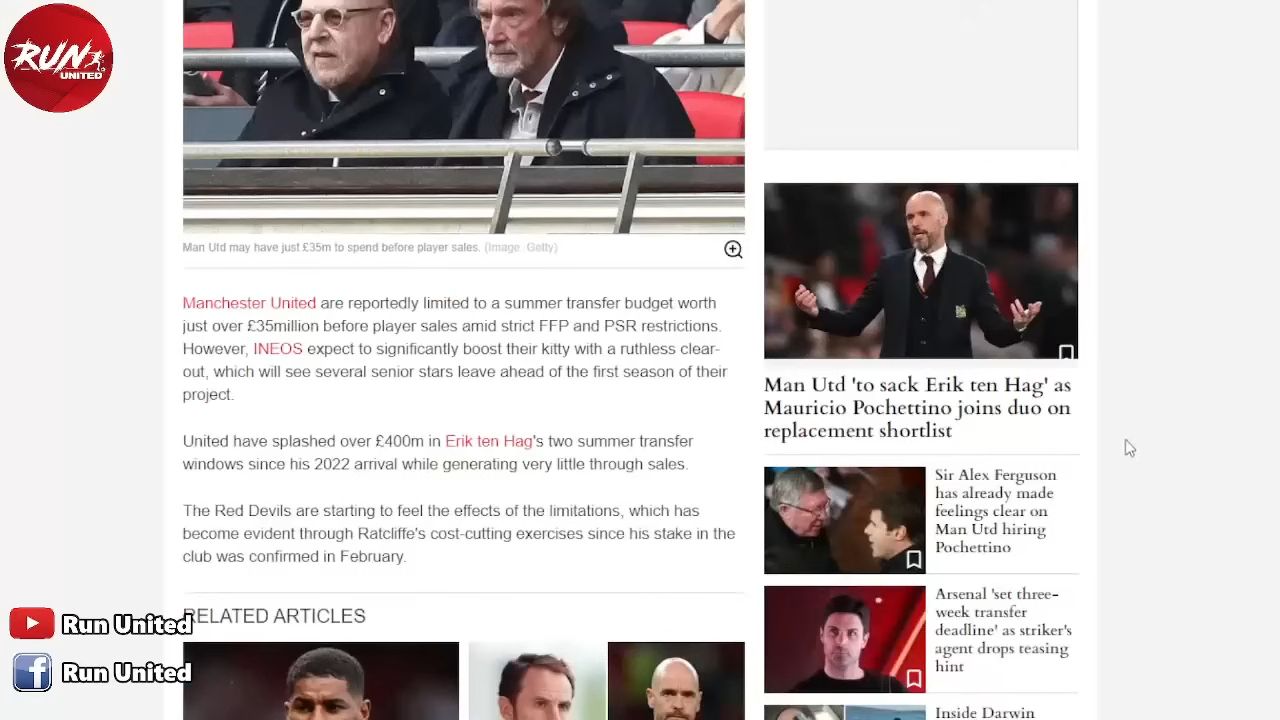 RUN
UNITED
Man Utd may have just £35m to spend before player sales. (Image: Getty)
Manchester United are reportedly limited to a summer transfer budget worth
just over £35million before player sales amid strict FFP and PSR restrictions.
However, INEOS expect to significantly boost their kitty with a ruthless clear-
out, which will see several senior stars leave ahead of the first season of their
project.
United have splashed over £400m in Erik ten Hag's two summer transfer
windows since his 2022 arrival while generating very little through sales.
The Red Devils are starting to feel the effects of the limitations, which has
become evident through Ratcliffe's cost-cutting exercises since his stake in the
club was confirmed in February.
RELATED ARTICLES
Man Utd 'to sack Erik ten Hag' as
Mauricio Pochettino joins duo on
replacement shortlist
Sir Alex Ferguson
has already made
feelings clear on
Man Utd hiring
Pochettino
Arsenal 'set three-
week transfer
deadline' as striker's
agent drops teasing
hint
Inside Darwin
Run United
Run United